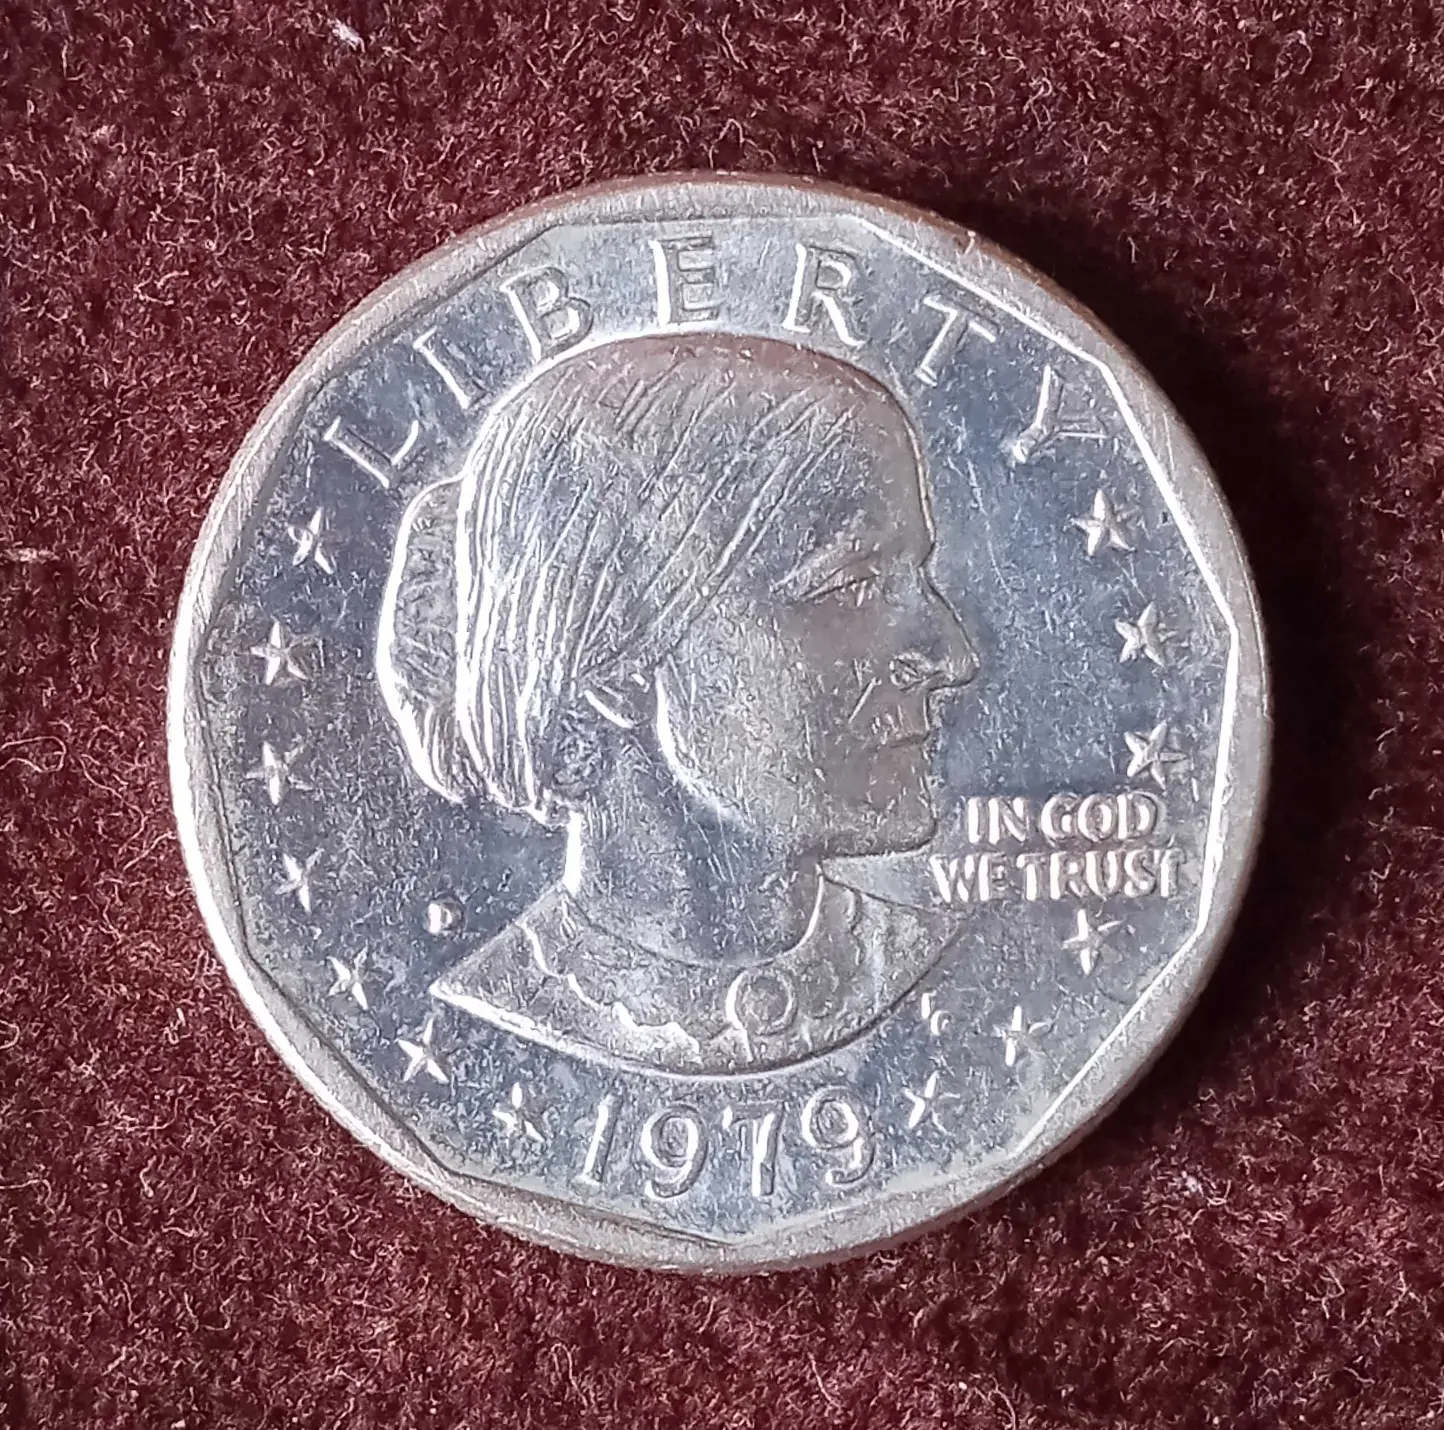 LIBERTY
IN GOD
WE TRUST
P
1979